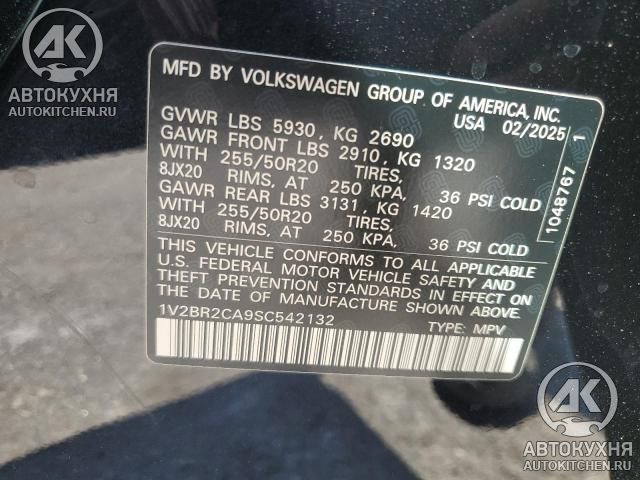 АК
АВТОКУХНЯ
AUTOKITCHEN.RU
MFD BY VOLKSWAGEN GROUP OF AMERICA, INC.
USA 02/2025
GVWR LBS 5930, KG 2690
GAWR FRONT LBS 2910, KG 1320
WITH 255/50R20 TIRES,
8JX20 RIMS, AT 250 KPA, 36 PSI COLD
GAWR REAR LBS 3131, KG 1420
WITH 255/50R20 TIRES,
8JX20 RIMS, AT 250 KPA, 36 PSI COLD
THIS VEHICLE CONFORMS TO ALL APPLICABLE
U.S. FEDERAL MOTOR VEHICLE SAFETY AND
THEFT PREVENTION STANDARDS IN EFFECT ON THE
DATE OF MANUFACTURE SHOWN ABOVE.
1V2BR2CA9SC542132 TYPE: MPV
1048767 1
АК
АВТОКУХНЯ
AUTOKITCHEN.RU